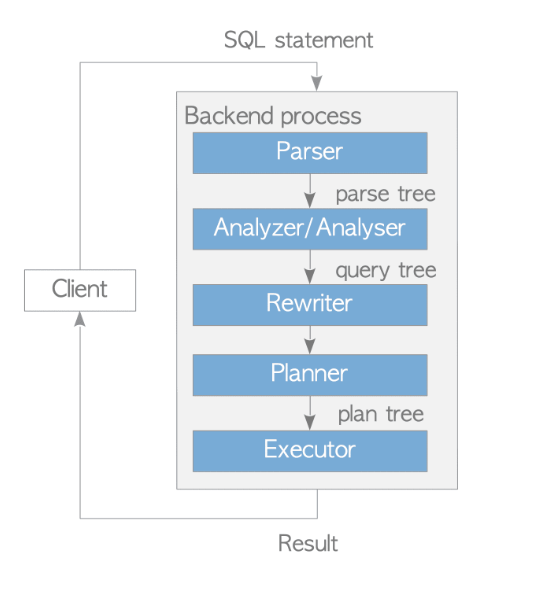 SQL statement
Backend process
Parser
parse tree
Analyzer/Analyser
query tree
Client
Rewriter
Planner
plan tree
Executor
Result